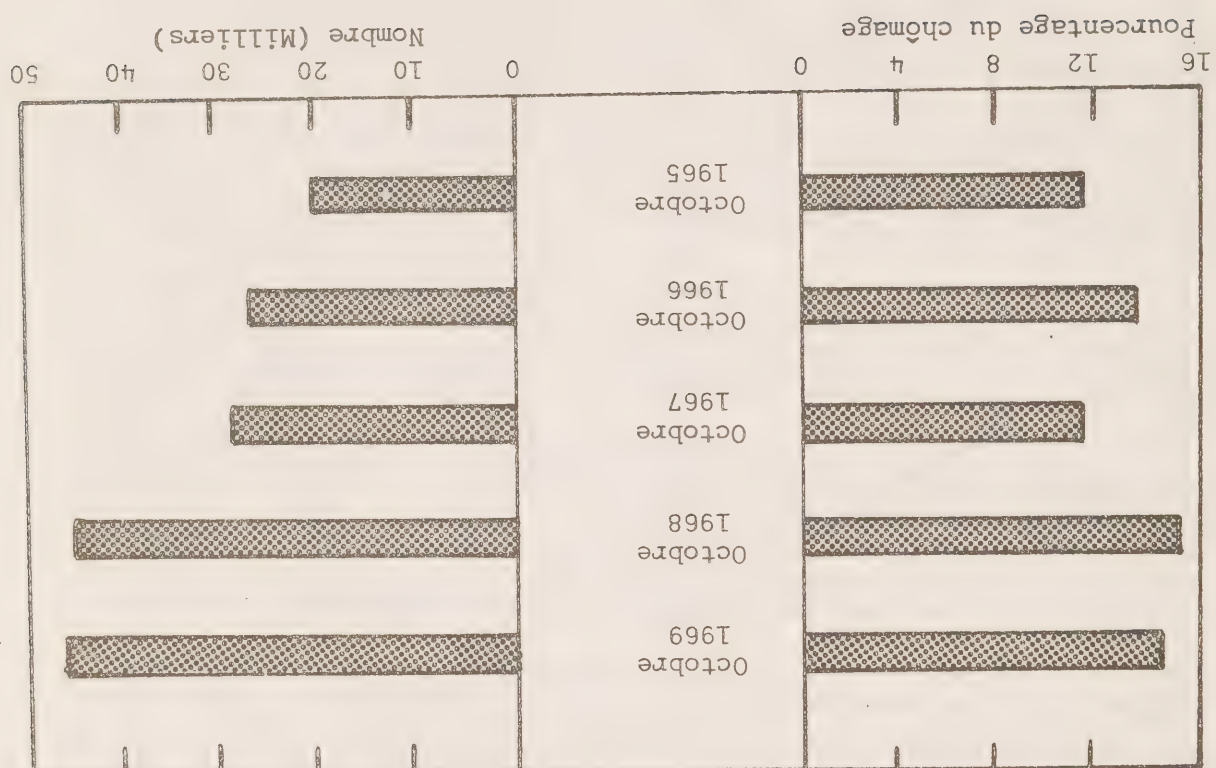 Octobre
1969
Octobre
1968
Octobre
1967
Octobre
1966
Octobre
1965
16 12 8 4 0 0 10 20 30 40 50
Pourcentage du chômage Nombre (Milliers)